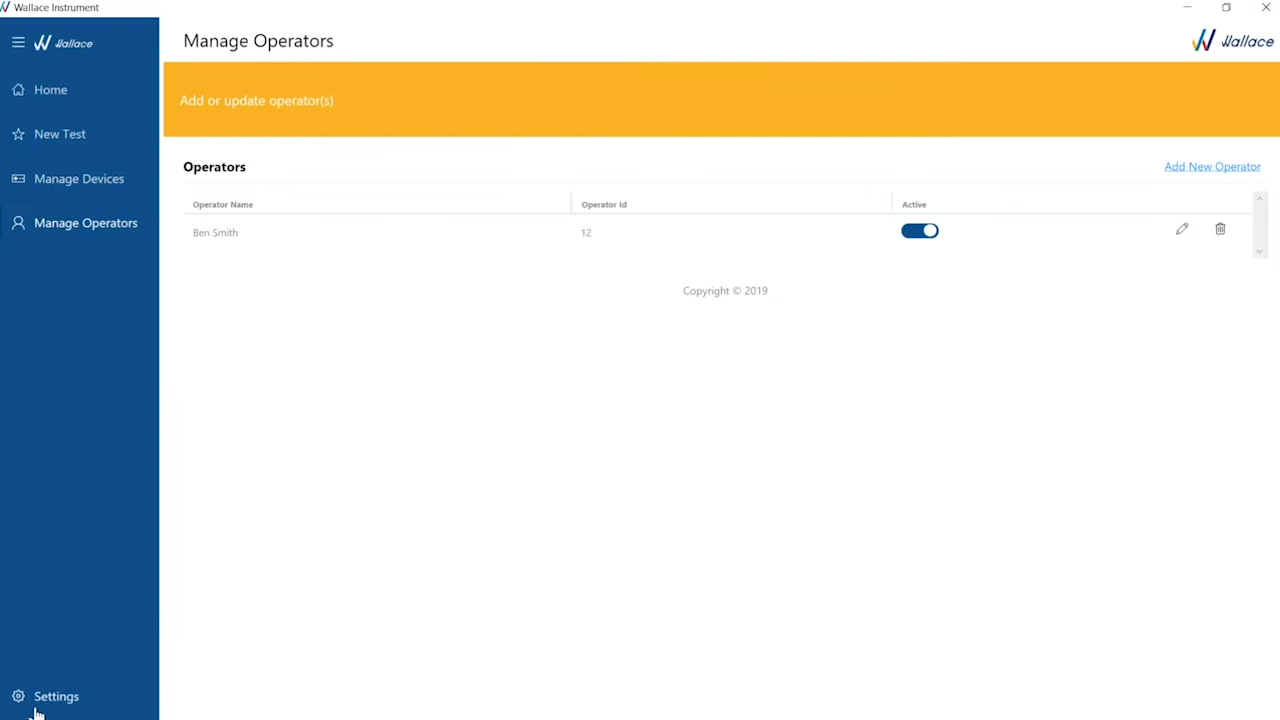 Wallace Instrument
Wallace
Home
New Test
Manage Devices
Manage Operators
Settings
Manage Operators
Wallace
Add or update operator(s)
Operators
Add New Operator
Operator Name Operator Id Active
Ben Smith 12
Copyright © 2019